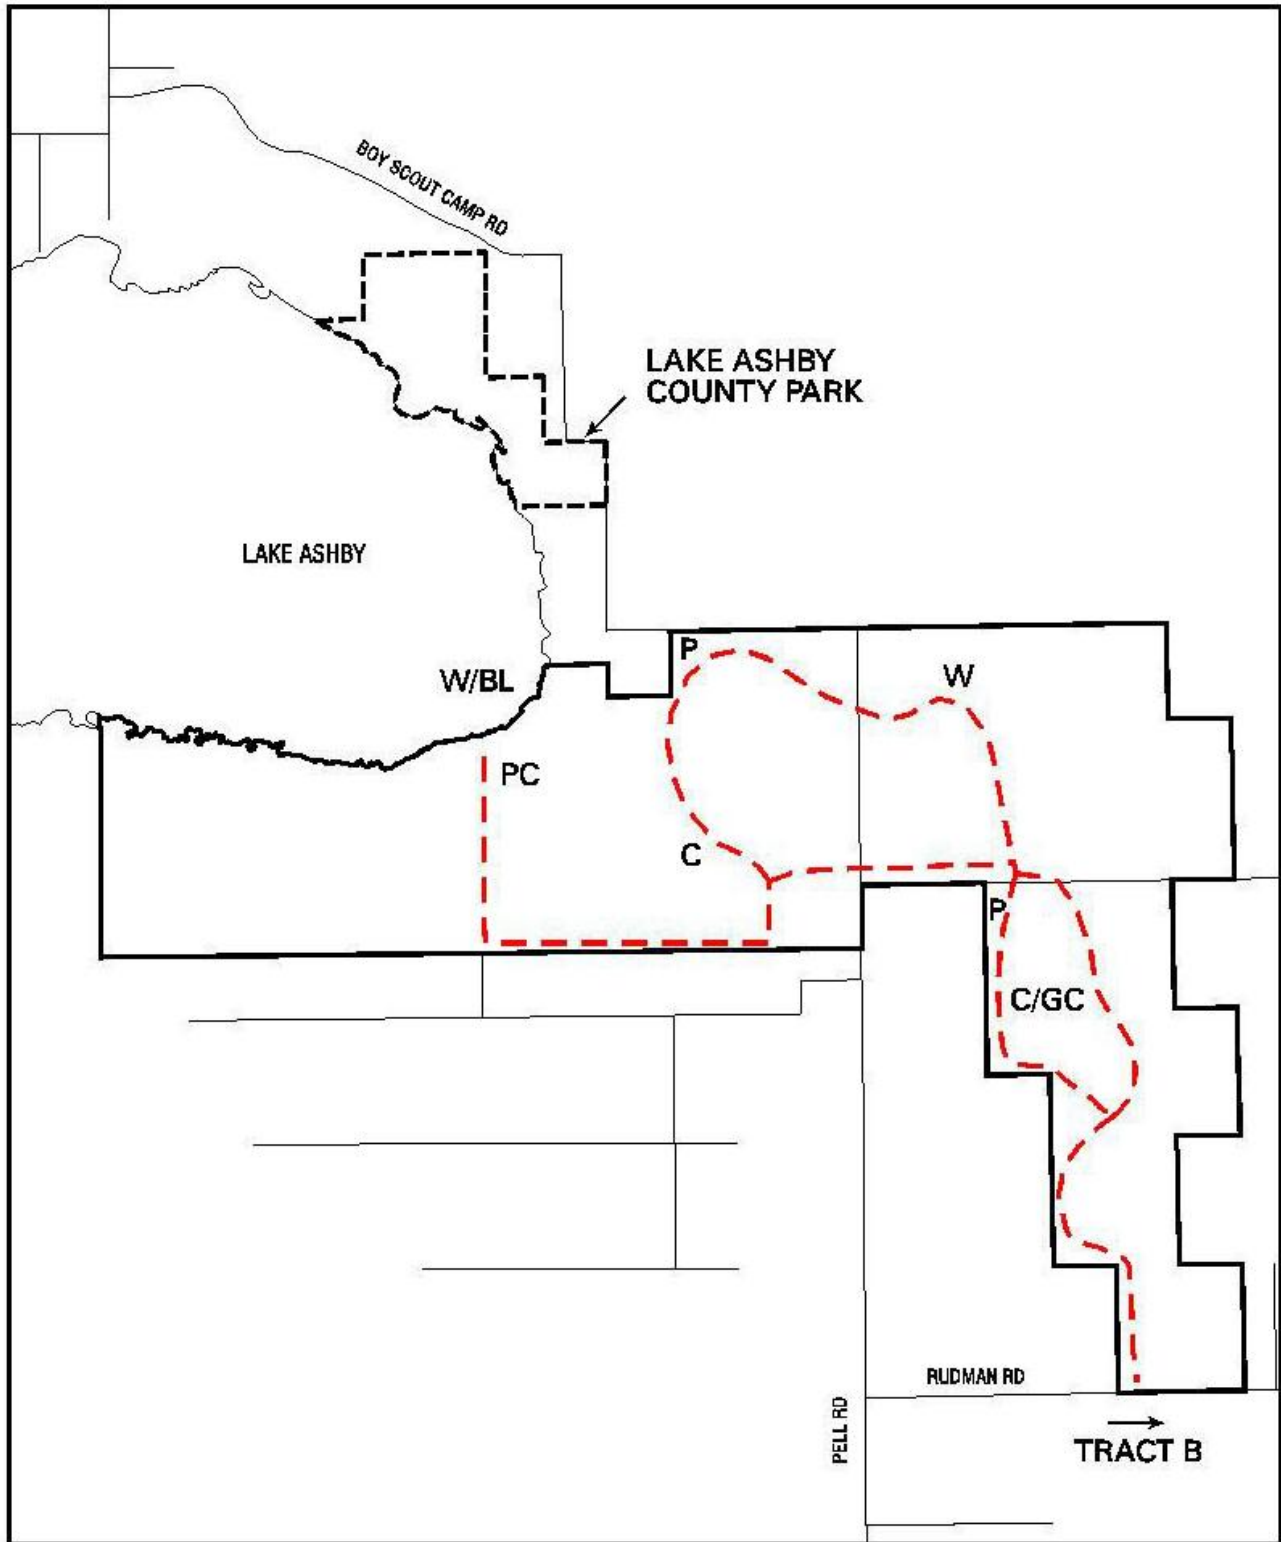 BOY SCOUT CAMP RD
LAKE ASHBY
COUNTY PARK
LAKE ASHBY
P
W
W/BL
PC
C
P
C/GC
RUDMAN RD
PELL RD
TRACT B